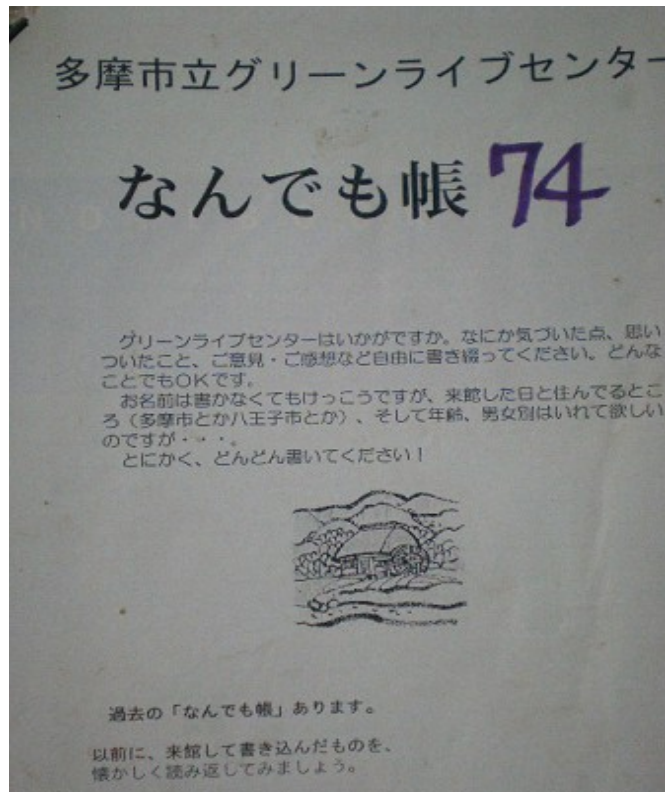 多摩市立グリーンライブセンター
なんでも帳 74
グリーンライブセンターはいかがですか。なにか気づいた点、思い
ついたこと、ご意見・ご感想など自由に書き綴ってください。どんな
ことでもOKです。
お名前は書かなくてもけっこうですが、来館した日と住んでるとこ
ろ（多摩市とか八王子市とか）、そして年齢、男女別はいれて欲しい
のですが・・・。
とにかく、どんどん書いてください！
過去の「なんでも帳」あります。
以前に、来館して書き込んだものを、
懐かしく読み返してみましょう。